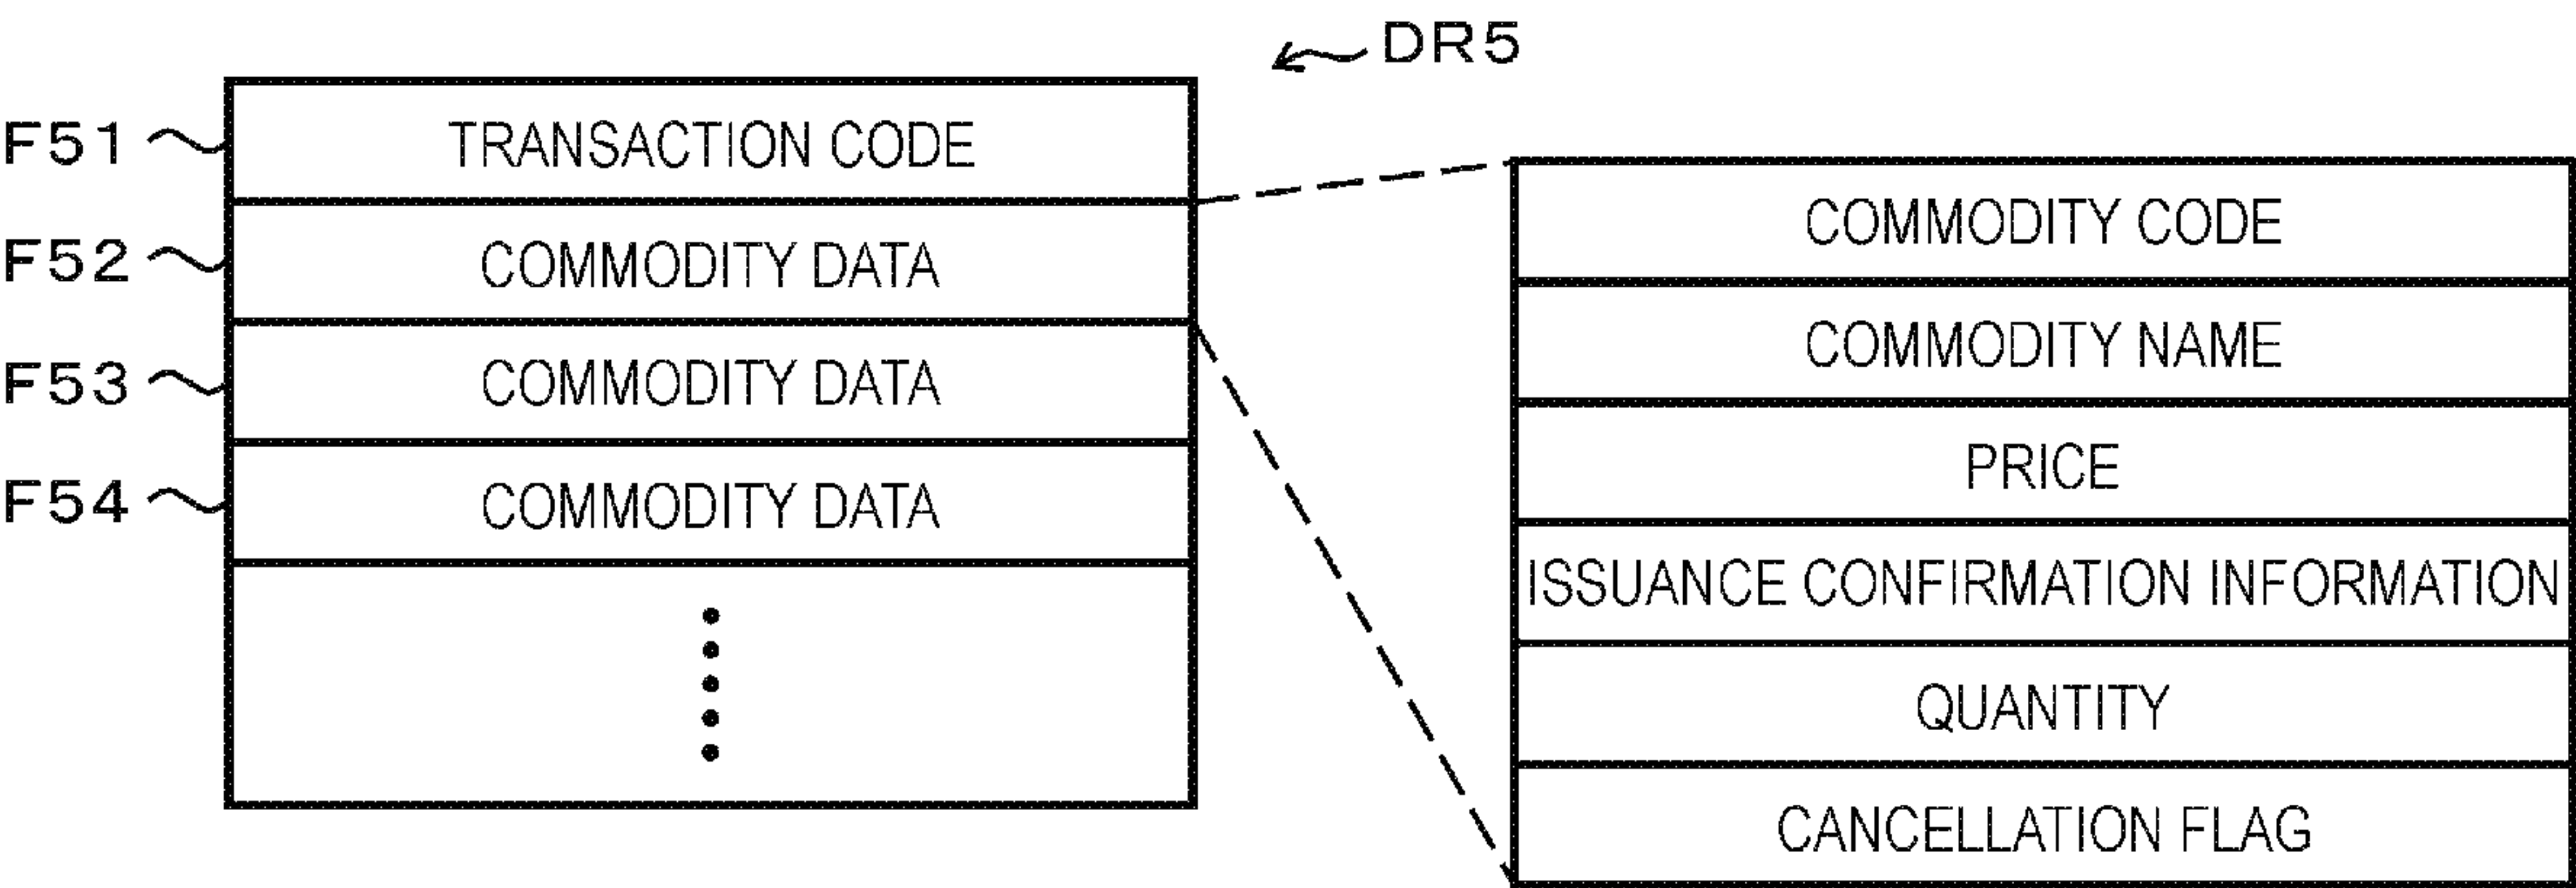 DR5
F51 TRANSACTION CODE
F52 COMMODITY DATA
F53 COMMODITY DATA
F54 COMMODITY DATA
COMMODITY CODE
COMMODITY NAME
PRICE
ISSUANCE CONFIRMATION INFORMATION
QUANTITY
CANCELLATION FLAG